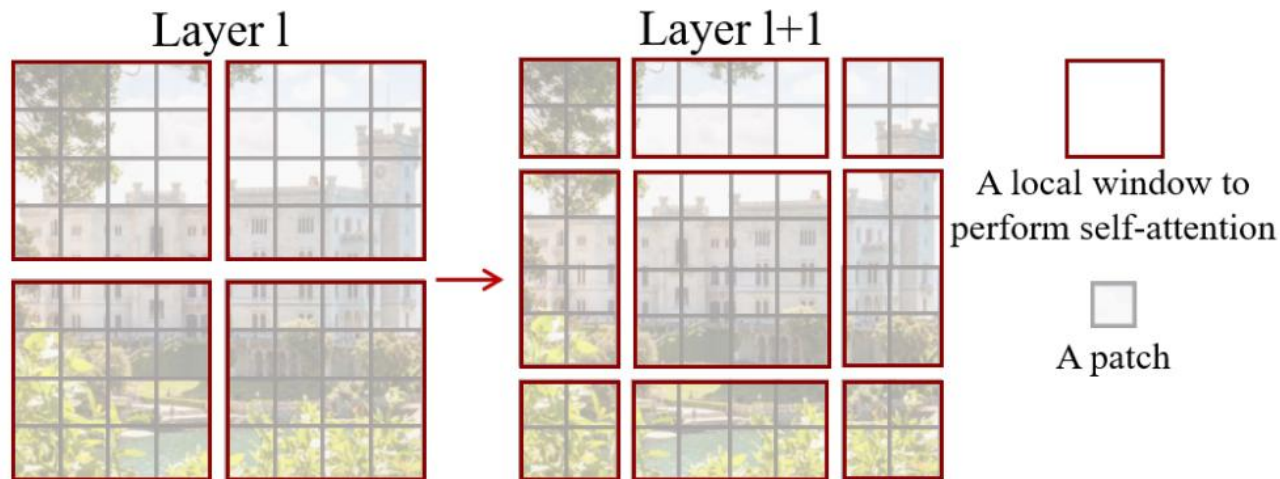 Layer l
Layer l+1
A local window to
perform self-attention
A patch